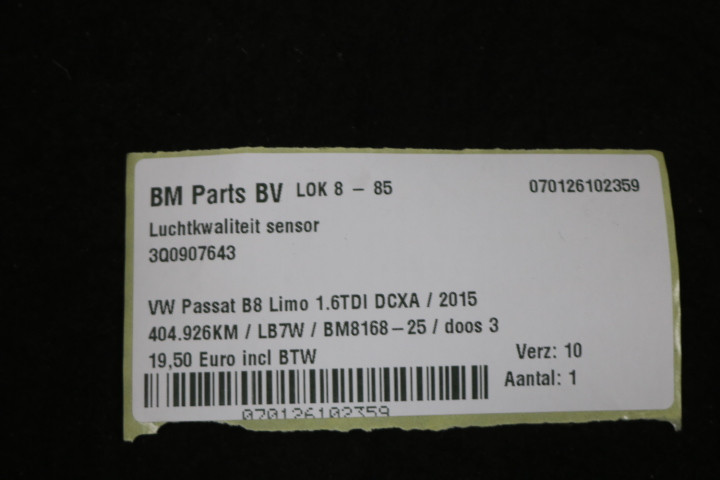 BM Parts BV LOK 8 - 85 070126102359
Luchtkwaliteit sensor
3Q0907643
VW Passat B8 Limo 1.6TDI DCXA / 2015
404.926KM / LB7W / BM8168-25 / doos 3
19,50 Euro incl BTW Verz: 10
Aantal: 1
070126102359